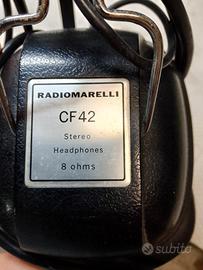 RADIOMARELLI
CF42
Stereo
Headphones
8 ohms
subito